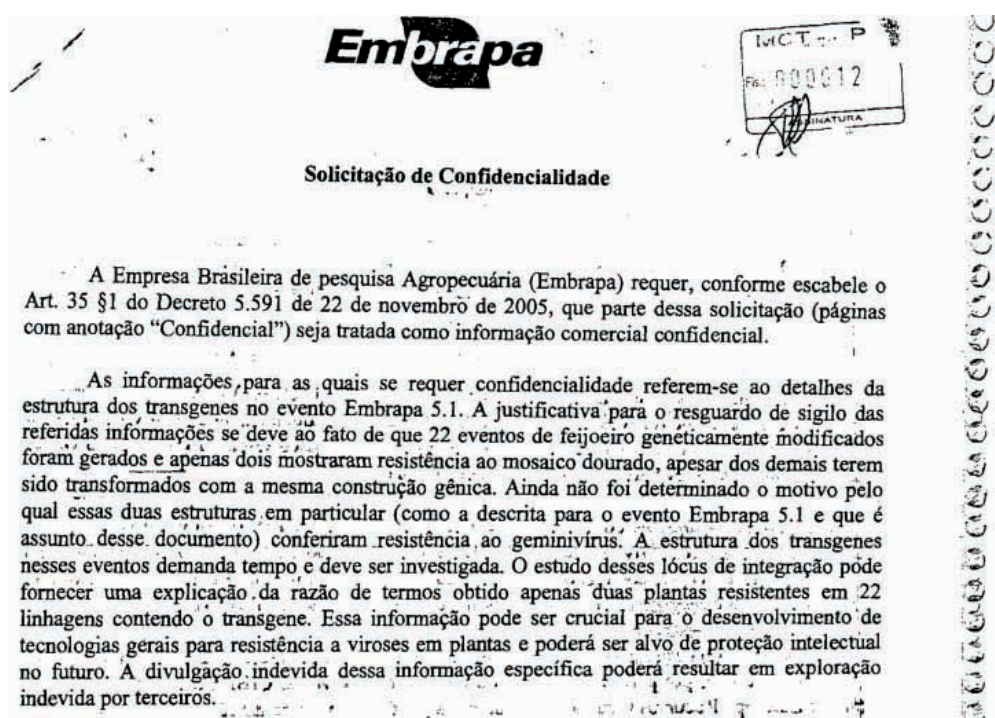 Embrapa
MCT P
Fls: 000012
ASSINATURA
Solicitação de Confidencialidade
A Empresa Brasileira de pesquisa Agropecuária (Embrapa) requer, conforme escabele o
Art. 35 §1 do Decreto 5.591 de 22 de novembro de 2005, que parte dessa solicitação (páginas
com anotação “Confidencial”) seja tratada como informação comercial confidencial.
As informações para as quais se requer confidencialidade referem-se ao detalhes da
estrutura dos transgenes no evento Embrapa 5.1. A justificativa para o resguardo de sigilo das
referidas informações se deve ao fato de que 22 eventos de feijoeiro genéticamente modificados
foram gerados e apenas dois mostraram resistência ao mosaico dourado, apesar dos demais terem
sido transformados com a mesma construção gênica. Ainda não foi determinado o motivo pelo
qual essas duas estruturas em particular (como a descrita para o evento Embrapa 5.1 e que é
assunto desse documento) conferiram resistência ao geminivírus. A estrutura dos transgenes
nesses eventos demanda tempo e deve ser investigada. O estudo desses lócus de integração pode
fornecer uma explicação da razão de termos obtido apenas duas plantas resistentes em 22
linhagens contendo o transgene. Essa informação pode ser crucial para o desenvolvimento de
tecnologias gerais para resistência a viroses em plantas e poderá ser alvo de proteção intelectual
no futuro. A divulgação indevida dessa informação específica poderá resultar em exploração
indevida por terceiros.